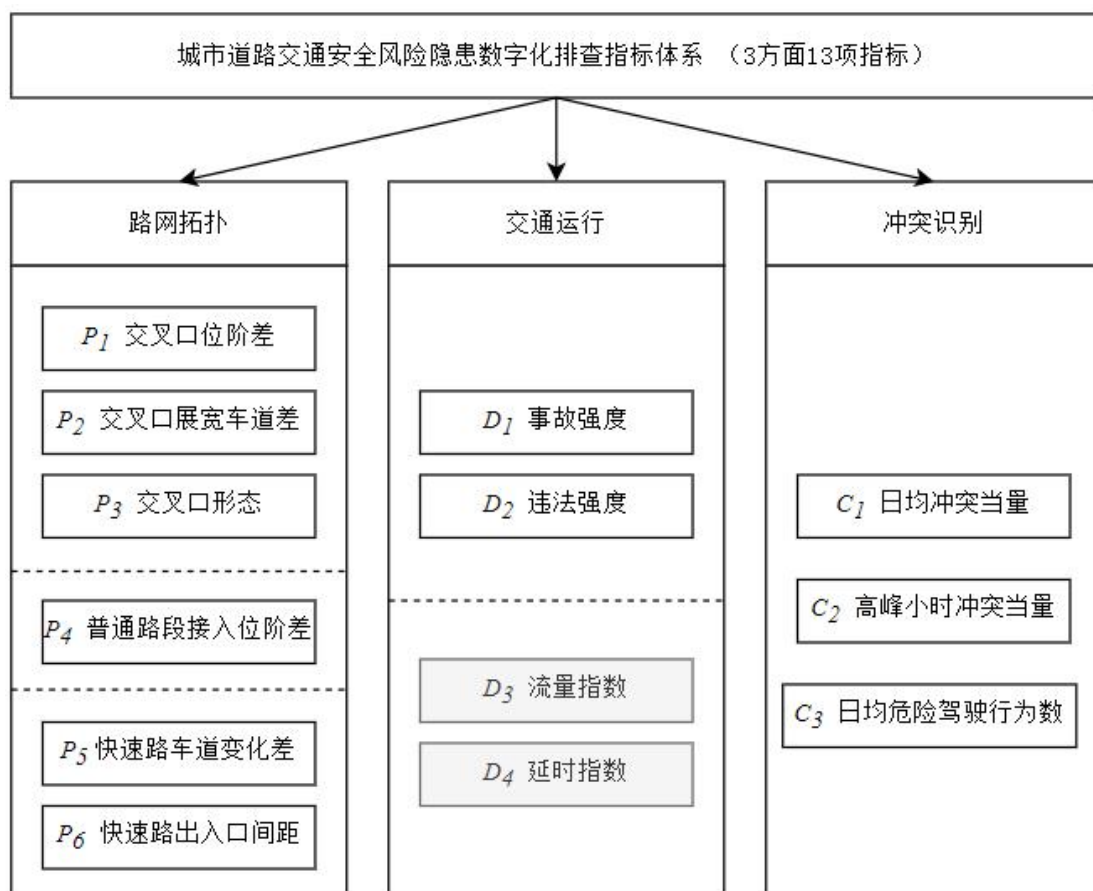 城市道路交通安全风险隐患数字化排查指标体系 （3方面13项指标）
路网拓扑
P1 交叉口位阶差
P2 交叉口展宽车道差
P3 交叉口形态
P4 普通路段接入位阶差
P5 快速路车道变化差
P6 快速路出入口间距
交通运行
D1 事故强度
D2 违法强度
D3 流量指数
D4 延时指数
冲突识别
C1 日均冲突当量
C2 高峰小时冲突当量
C3 日均危险驾驶行为数